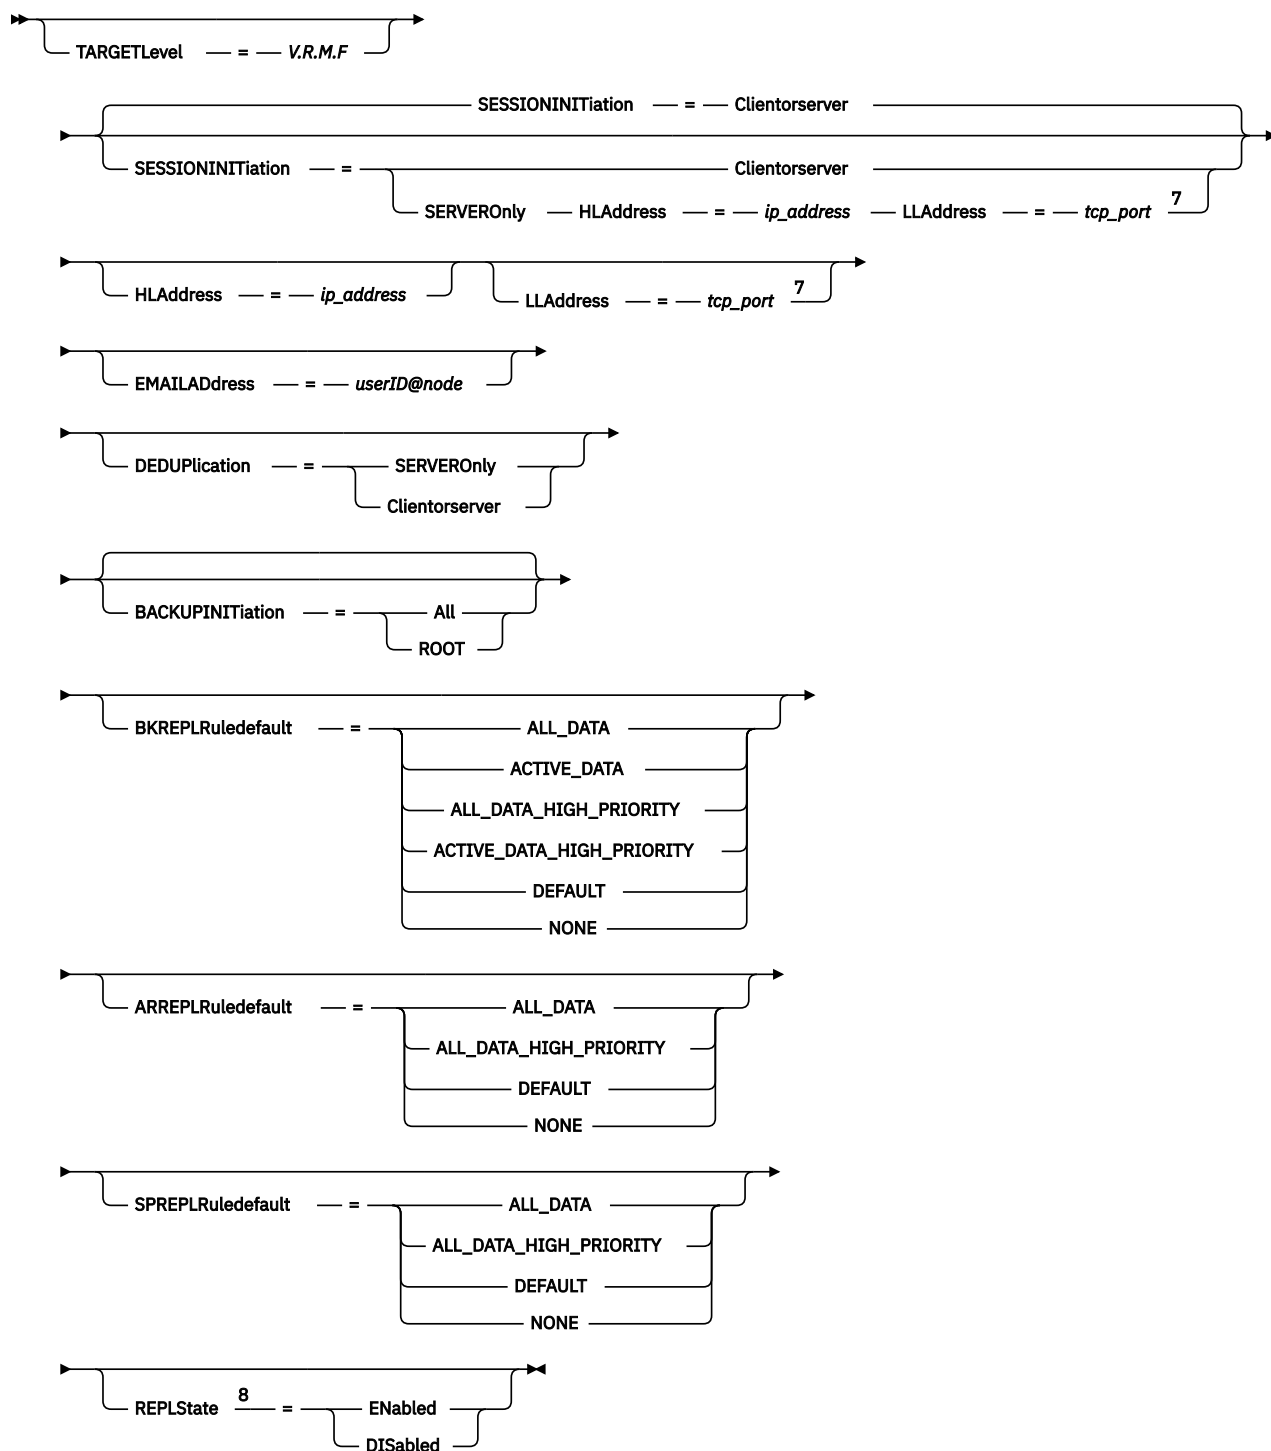 TARGETLevel = V.R.M.F
SESSIONINITiation = Clientorserver
SESSIONINITiation = Clientorserver
SERVEROnly HLAddress = ip_address LLAddress = tcp_port 7
HLAddress = ip_address LLAddress = tcp_port 7
EMAILADdress = userID@node
DEDUPlication = SERVEROnly
Clientorserver
BACKUPINITiation = All
ROOT
BKREPLRuledefault = ALL_DATA
ACTIVE_DATA
ALL_DATA_HIGH_PRIORITY
ACTIVE_DATA_HIGH_PRIORITY
DEFAULT
NONE
ARREPLRuledefault = ALL_DATA
ALL_DATA_HIGH_PRIORITY
DEFAULT
NONE
SPREPLRuledefault = ALL_DATA
ALL_DATA_HIGH_PRIORITY
DEFAULT
NONE
REPLState 8 = ENabled
DISabled